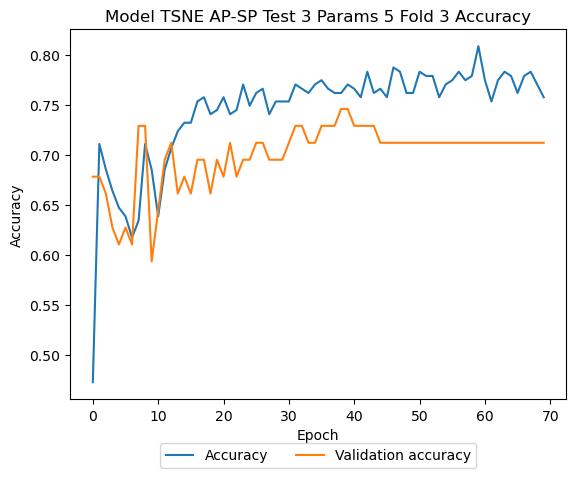 Model TSNE AP-SP Test 3 Params 5 Fold 3 Accuracy
0.80
0.75
0.70
0.65
0.60
0.55
0.50
Accuracy
0 10 20 30 40 50 60 70
Epoch
Accuracy Validation accuracy